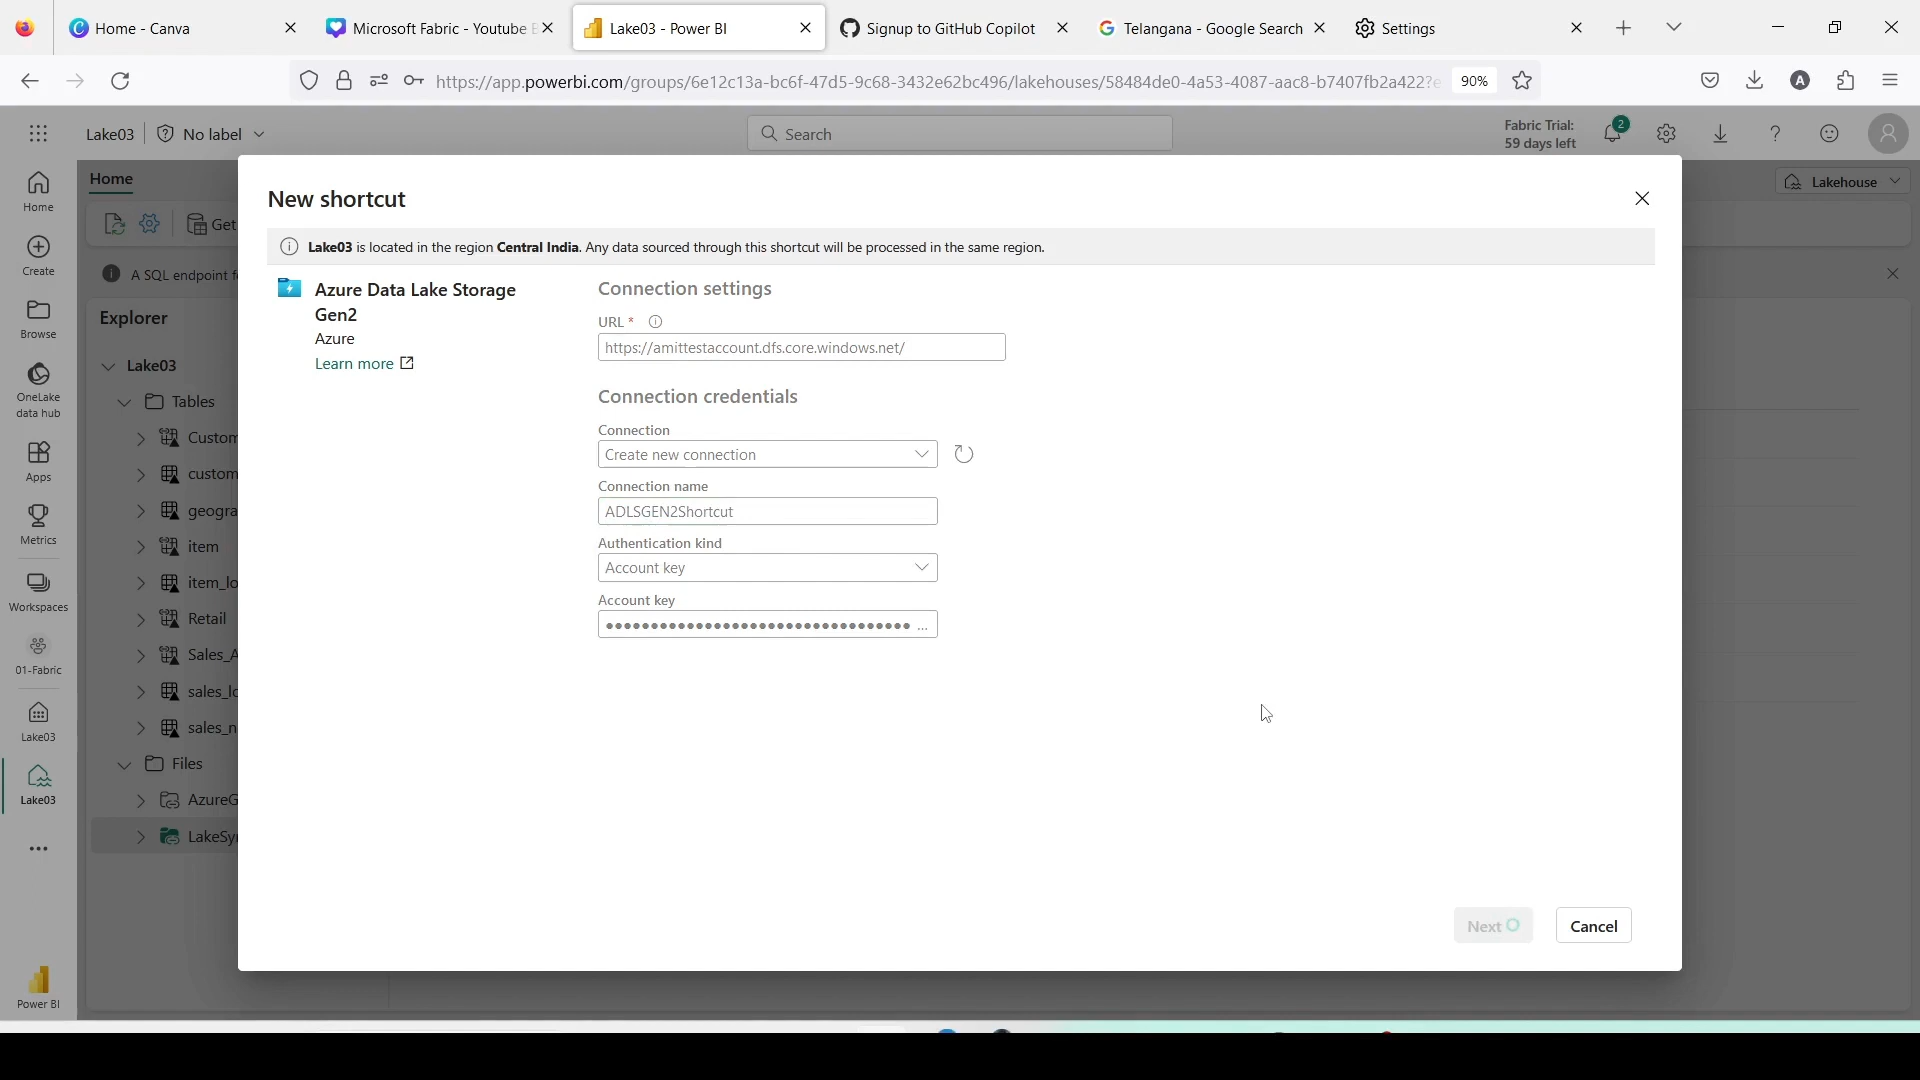 Home - Canva
Microsoft Fabric - Youtube
Lake03 - Power BI
Signup to GitHub Copilot
Telangana - Google Search
Settings
https://app.powerbi.com/groups/6e12c13a-bc6f-47d5-9c68-3432e62bc496/lakehouses/58484de0-4a53-4087-aac8-b7407fb2a422?e
90%
A
Lake03
No label
Search
Fabric Trial:
59 days left
2
Home
Create
Browse
OneLake
data hub
Apps
Metrics
Workspaces
01-Fabric
Lake03
Lake03
Power BI
Home
Get
Lakehouse
A SQL endpoint f
Explorer
Lake03
Tables
Custom
custom
geogra
item
item_lo
Retail
Sales_A
sales_lo
sales_n
Files
AzureG
LakeSyn
New shortcut
Lake03 is located in the region Central India. Any data sourced through this shortcut will be processed in the same region.
Azure Data Lake Storage
Gen2
Azure
Learn more
Connection settings
URL *
https://amittestaccount.dfs.core.windows.net/
Connection credentials
Connection
Create new connection
Connection name
ADLSGEN2Shortcut
Authentication kind
Account key
Account key
Next
Cancel